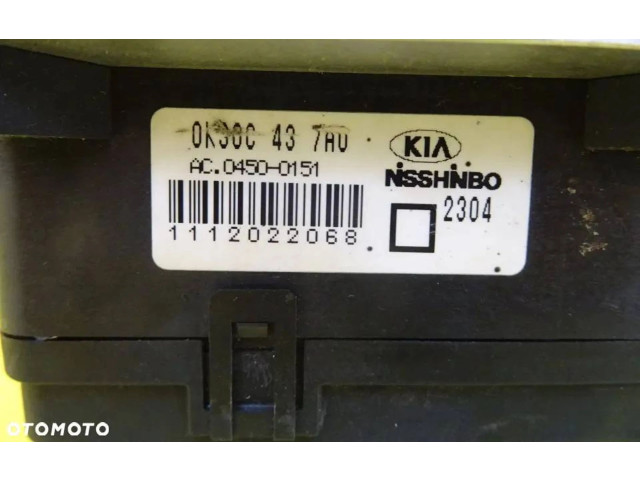 0K30C 43 7A0
AC.0450-0151
1112022068
KIA
NISSHINBO
2304
OTOMOTO